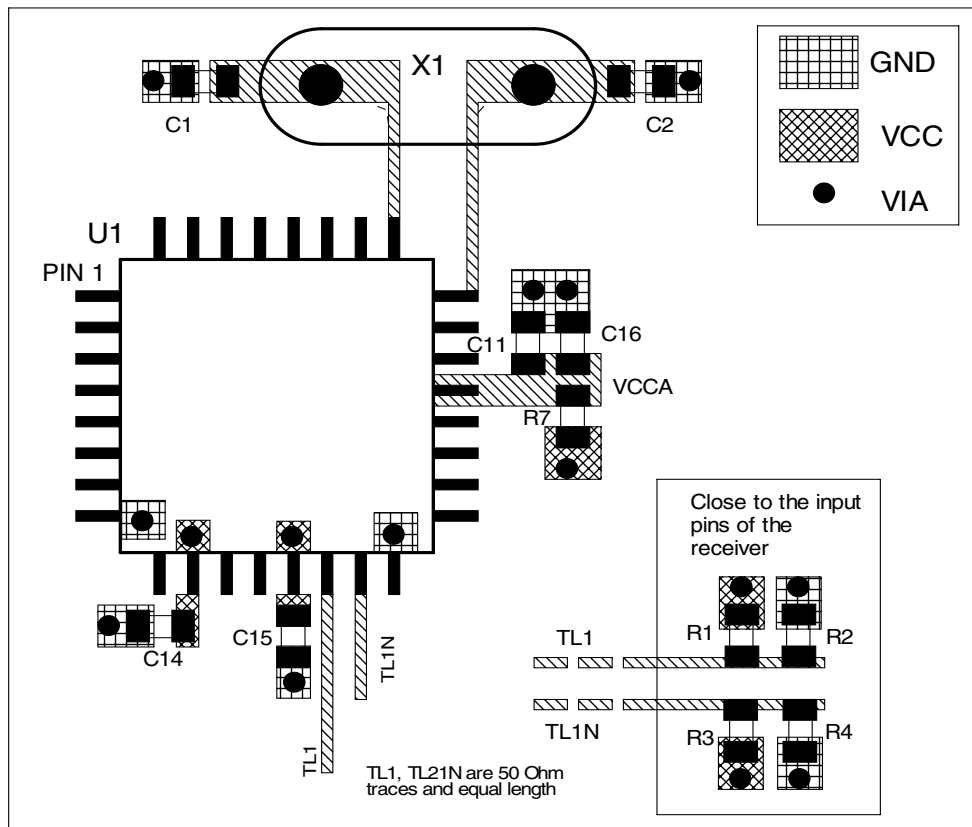 X1
GND
C1
C2
VCC
VIA
U1
PIN 1
C11
C16
VCCA
R7
Close to the input
pins of the
receiver
C14
C15
TL1
TL1N
TL1
TL1N
R1
R2
R3
R4
TL1, TL21N are 50 Ohm
traces and equal length